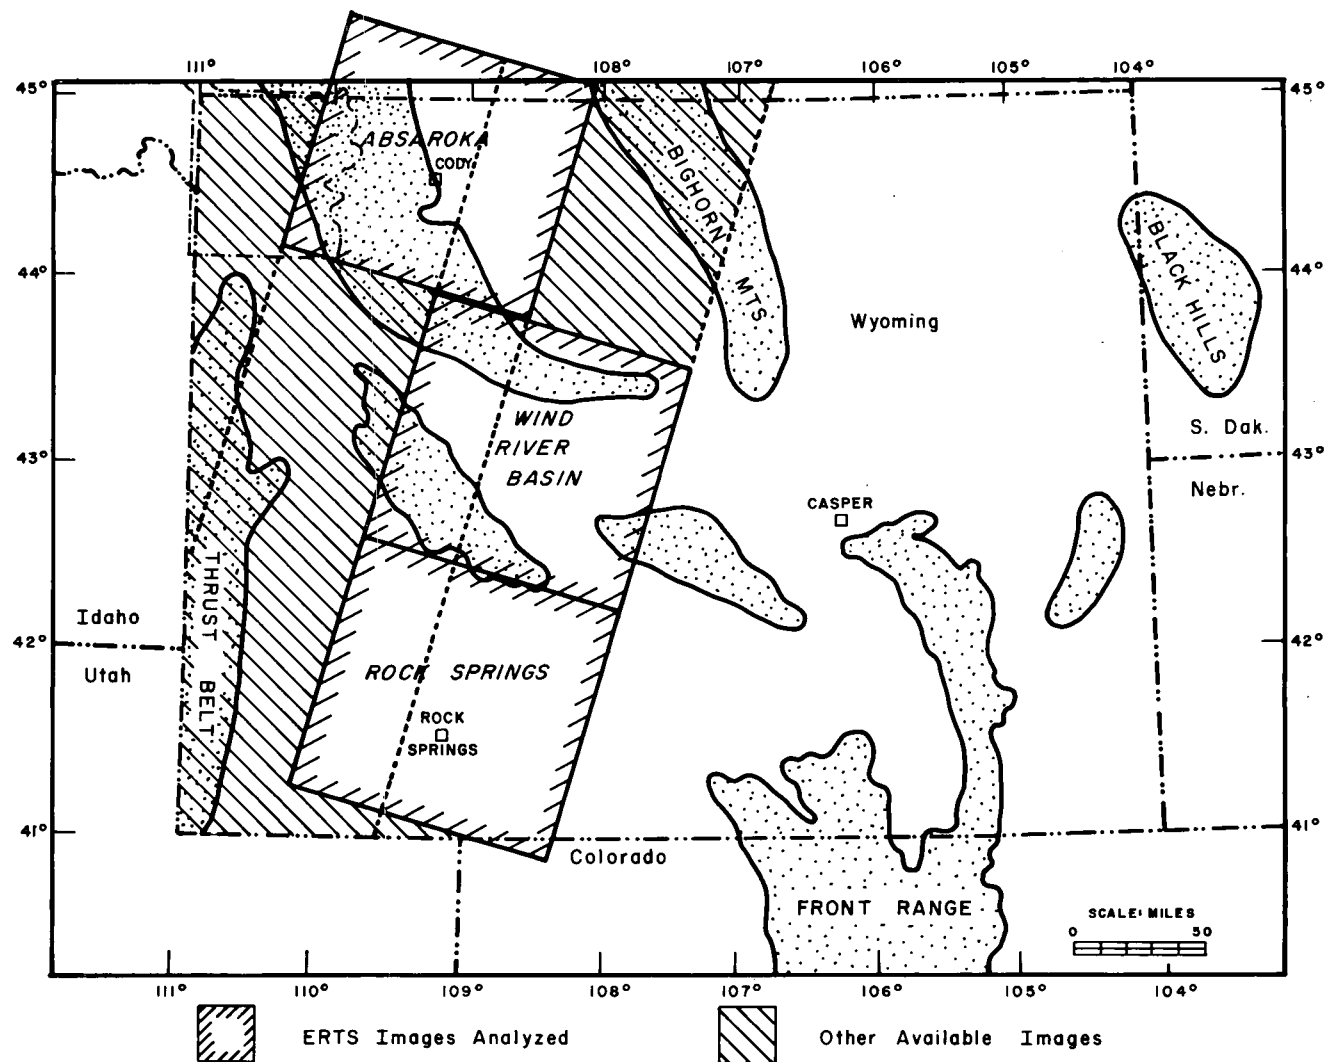 111° 108° 107° 106° 105° 104°
45° 45°
ABSAROKA
CODY
BIGHORN MTS
BLACK HILLS
44° 44°
Wyoming
WIND
RIVER
BASIN
S. Dak.
43° 43°
Nebr.
CASPER
THRUST BELT
Idaho
42° 42°
Utah
ROCK SPRINGS
ROCK
SPRINGS
41° 41°
Colorado
FRONT RANGE
SCALE: MILES
0 50
111° 110° 109° 108° 107° 106° 105° 104°
ERTS Images Analyzed
Other Available Images